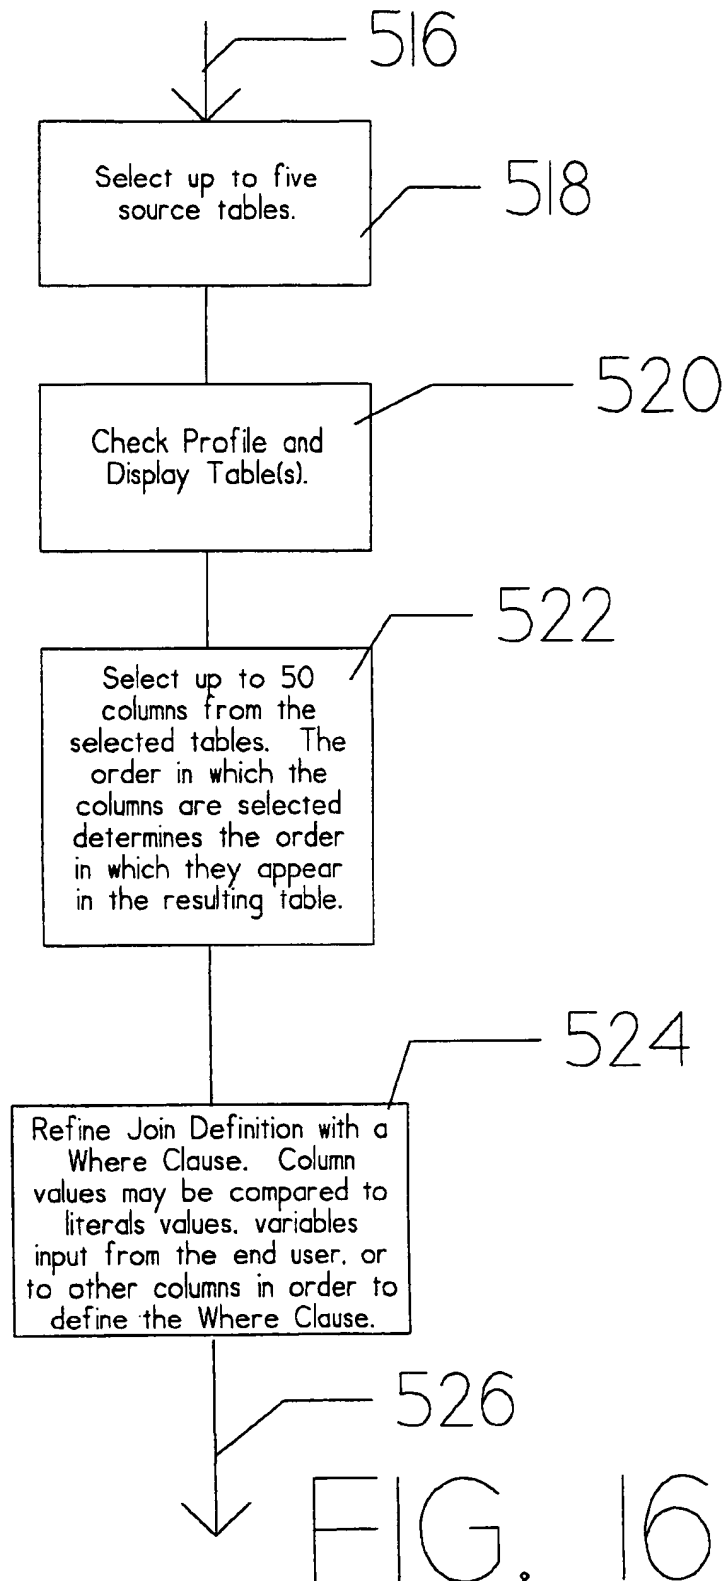 516
Select up to five
source tables.
518
520
Check Profile and
Display Table(s).
522
Select up to 50
columns from the
selected tables. The
order in which the
columns are selected
determines the order
in which they appear
in the resulting table.
524
Refine Join Definition with a
Where Clause. Column
values may be compared to
literals values, variables
input from the end user, or
to other columns in order to
define the Where Clause.
526
FIG. 16